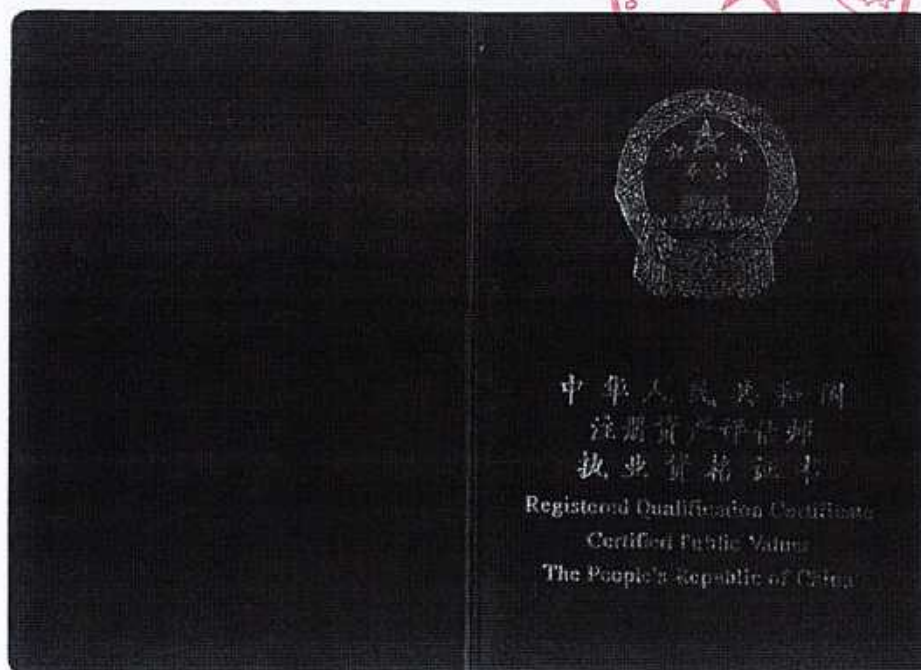 中华人民共和国
注册资产评估师
执业资格证书
Registered Qualification Certificate
Certified Public Valuer
The People's Republic of China